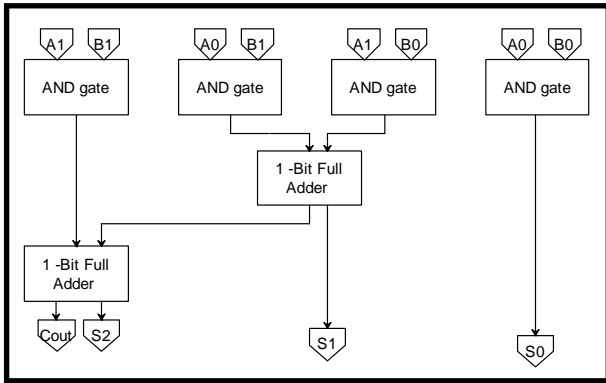 A1 B1 A0 B1 A1 B0 A0 B0
AND gate AND gate AND gate AND gate
1 -Bit Full
Adder
1 -Bit Full
Adder
Cout S2 S1 S0